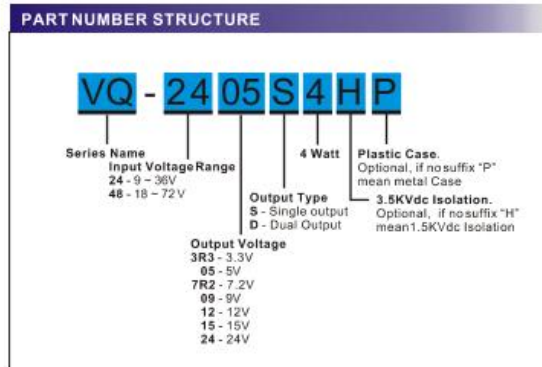 PART NUMBER STRUCTURE
VQ - 24 05 S 4 H P
Series Name
Input Voltage Range
24 - 9 ~ 36V
48 - 18 ~ 72V
Output Voltage
3R3 - 3.3V
05 - 5V
7R2 - 7.2V
09 - 9V
12 - 12V
15 - 15V
24 - 24V
Output Type
S - Single output
D - Dual Output
4 Watt
Plastic Case.
Optional, if no suffix "P"
mean metal Case
3.5KVdc Isolation.
Optional, if no suffix "H"
mean1.5KVdc Isolation